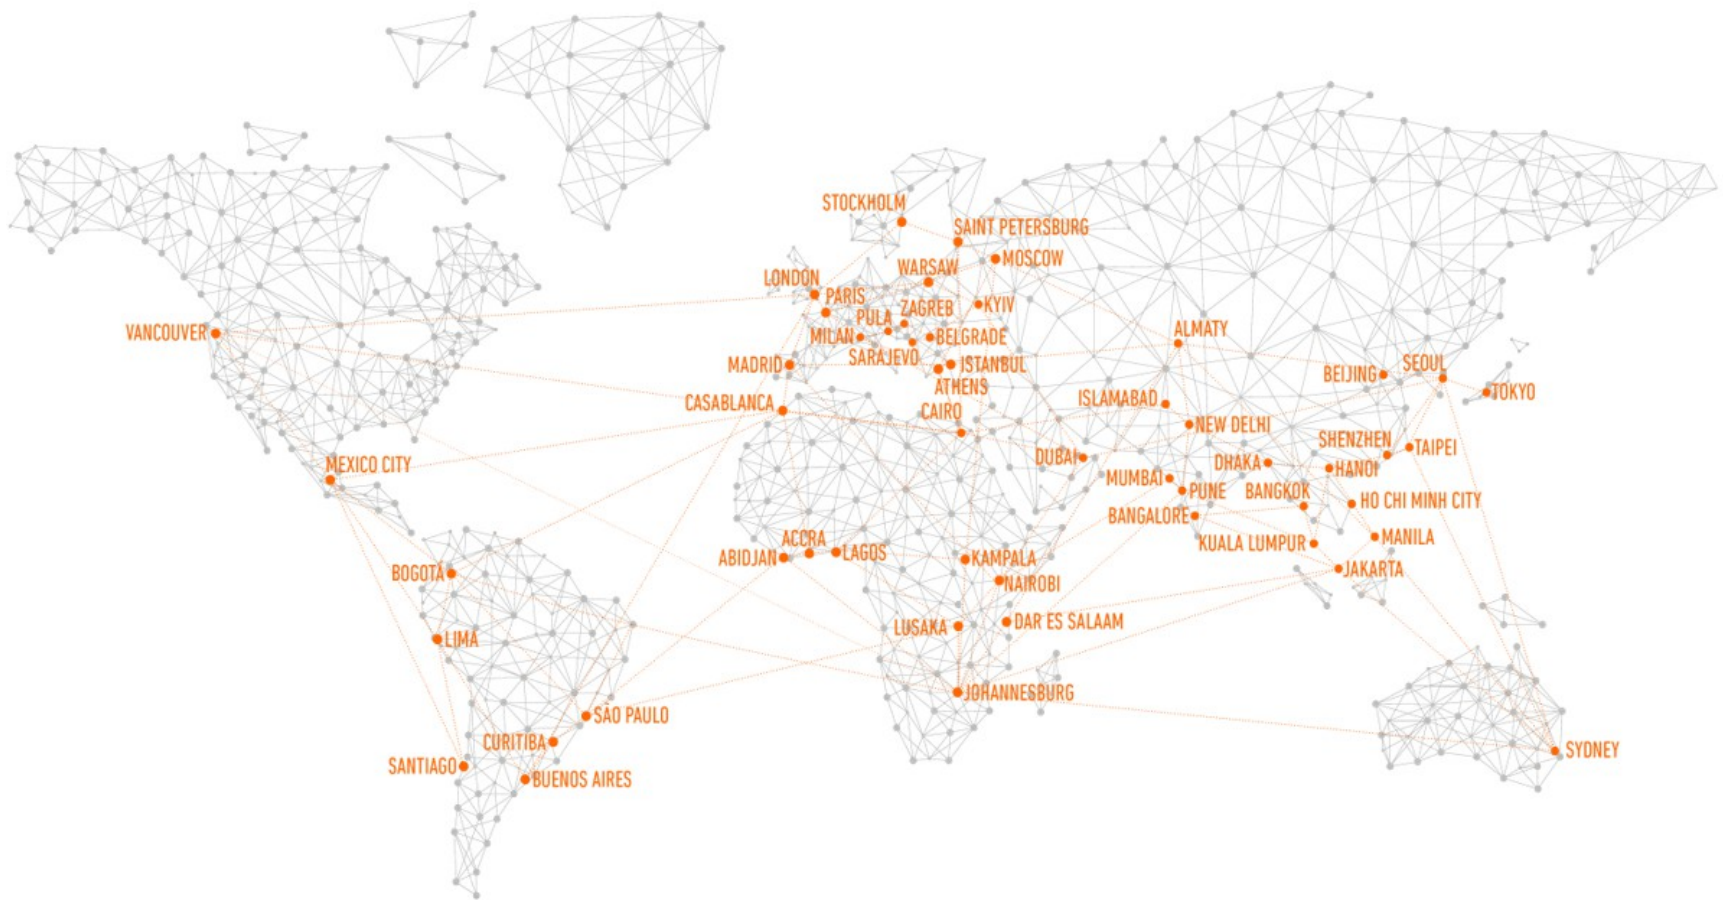 STOCKHOLM
SAINT PETERSBURG
MOSCOW
WARSAW
LONDON
PARIS
ZAGREB
KYIV
PULA
VANCOUVER
MILAN
BELGRADE
ALMATY
SARAJEVO
MADRID
ISTANBUL
SEOUL
BEIJING
ATHENS
TOKYO
CASABLANCA
ISLAMABAD
CAIRO
NEW DELHI
SHENZHEN
TAIPEI
MEXICO CITY
DUBAI
DHAKA
HANOI
MUMBAI
PUNE
BANGKOK
HO CHI MINH CITY
BANGALORE
ACCRA
MANILA
KUALA LUMPUR
ABIDJAN
LAGOS
KAMPALA
JAKARTA
BOGOTÁ
NAIROBI
LUSAKA
DAR ES SALAAM
LIMA
JOHANNESBURG
SÃO PAULO
CURITIBA
SYDNEY
SANTIAGO
BUENOS AIRES